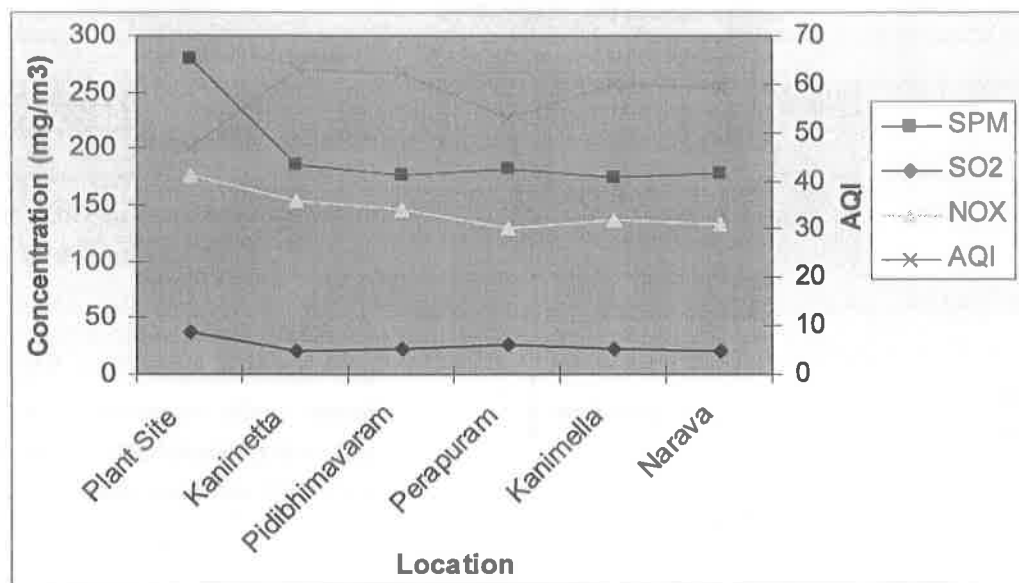 Concentration (mg/m3)
300
250
200
150
100
50
0
70
60
50
40
30
20
10
0
AQI
SPM
SO2
NOX
AQI
Plant Site
Kanimetta
Pidibhimavaram
Perapuram
Kanimella
Narava
Location